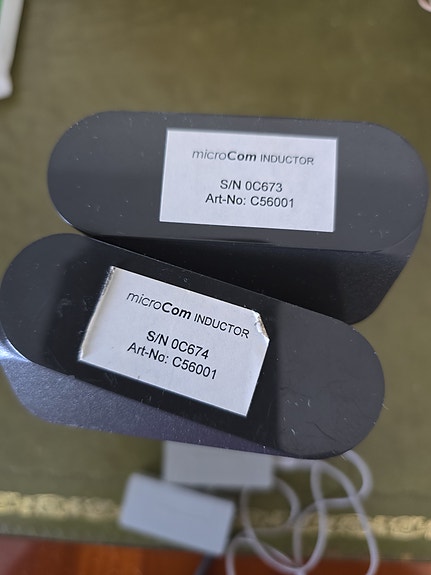 microCom INDUCTOR
S/N 0C673
Art-No: C56001
microCom INDUCTOR
S/N 0C674
Art-No: C56001